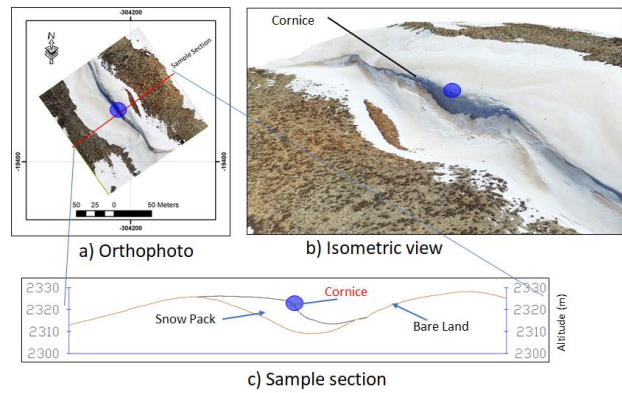 -304200
N
Sample Section
-19400
-19400
50 25 0 50 Meters
-304200
a) Orthophoto
Cornice
b) Isometric view
2330
2320
2310
2300
Snow Pack
Cornice
Bare Land
2330
2320
2310
2300
Altitude (m)
c) Sample section